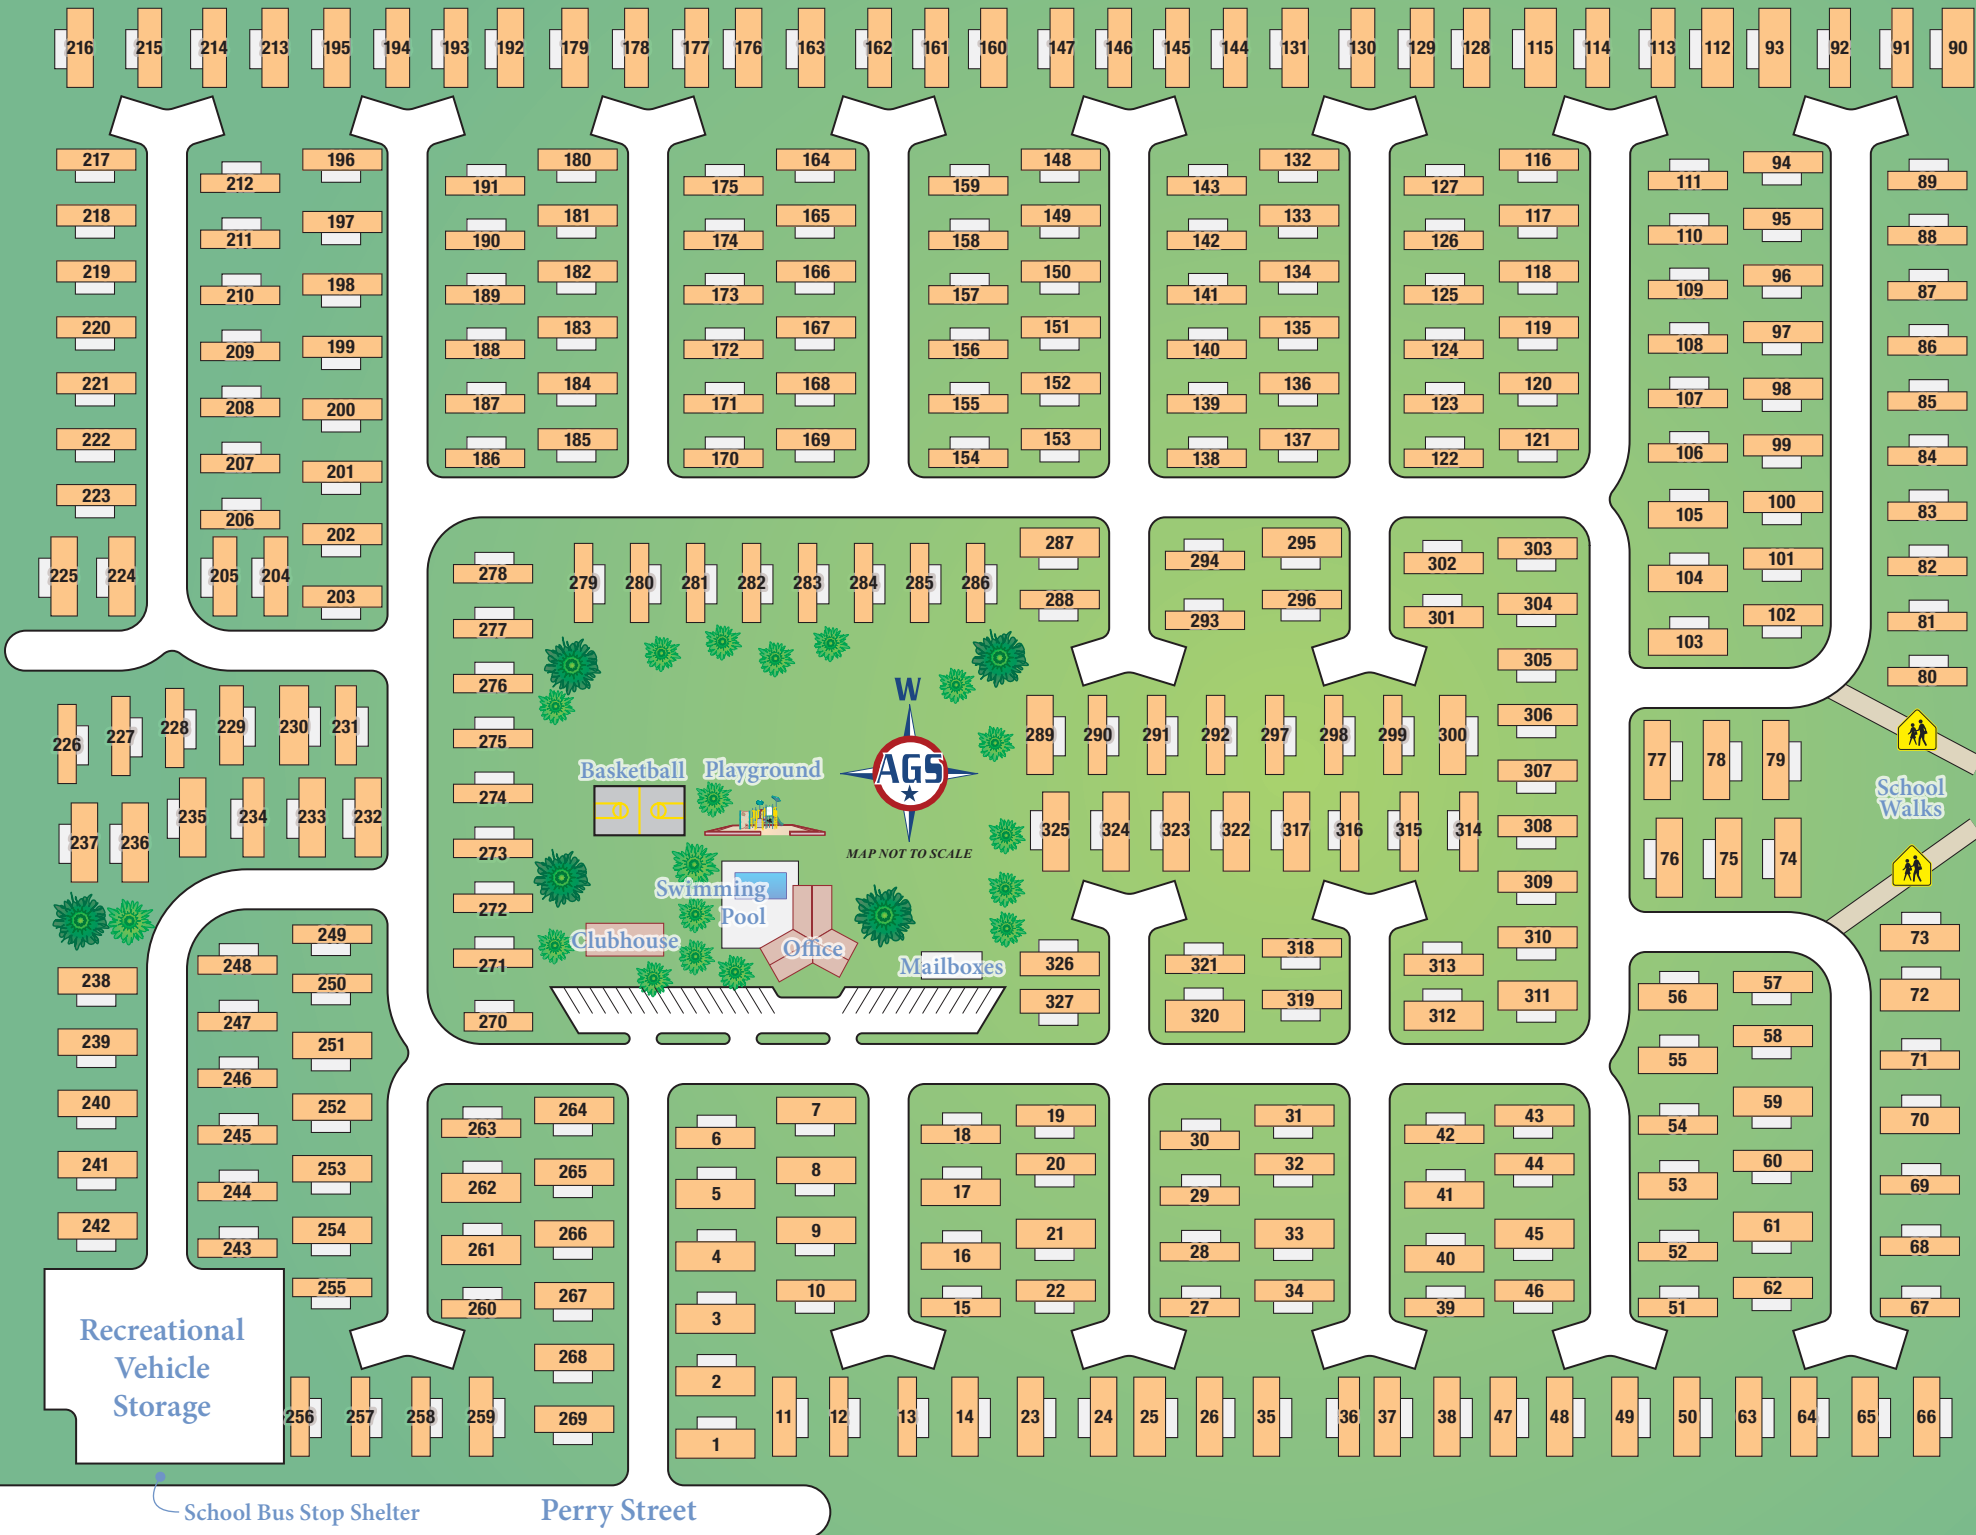 216 215 214 213 195 194 193 192 179 178 177 176 163 162 161 160 147 146 145 144 131 130 129 128 115 114 113 112 93 92 91 90
217 196 180 164 148 132 116 94
212 191 175 159 143 127 111 89
218 197 181 165 149 133 117 95
211 190 174 158 142 126 110 88
219 198 182 166 150 134 118 96
210 189 173 157 141 125 109 87
220 199 183 167 151 135 119 97
209 188 172 156 140 124 108 86
221 200 184 168 152 136 120 98
208 187 171 155 139 123 107 85
222 201 185 169 153 137 121 99
207 186 170 154 138 122 106 84
223 206 202 105 100 83
225 224 205 204 203
278 279 280 281 282 283 284 285 286 287 294 295 302 303 104 101 82
277 288 293 296 301 304 103 102 81
276 305 80
W
226 227 228 229 230 231
275 289 290 291 292 297 298 299 300 306 77 78 79
Basketball Playground
AGS
307
274
School
Walks
237 236 235 234 233 232
273 325 324 323 322 317 316 315 314 308 76 75 74
MAP NOT TO SCALE
Swimming
Pool
272 309
Clubhouse Office
Mailboxes
249 248 271 326 321 318 313 310 73
238 250 57 56 72
247 270 327 320 319 312 311
239 251 58 55 71
246
240 252 264 7 19 31 43 59 70
245 263 6 18 30 42 54
241 253 265 8 20 32 44 60
244 262 5 17 29 41 53 69
242 254 266 9 21 33 45 61
243 261 4 16 28 40 52 68
255 267 10 22 34 46 62
260 3 15 27 39 51 67
Recreational
Vehicle
Storage
268 2
256 257 258 259 269 1 11 12 13 14 23 24 25 26 35 36 37 38 47 48 49 50 63 64 65 66
School Bus Stop Shelter
Perry Street